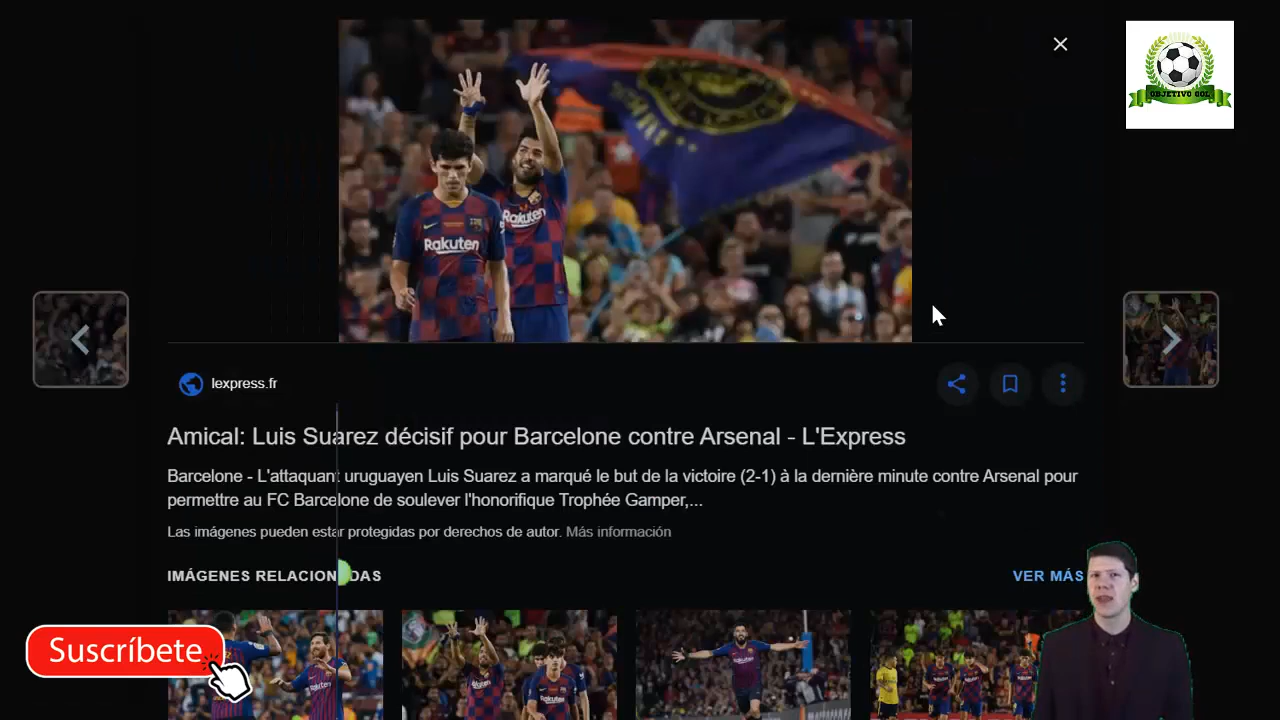 OBJETIVO GOL
Rakuten
Rakuten
lexpress.fr
Amical: Luis Suarez décisif pour Barcelone contre Arsenal - L'Express
Barcelone - L'attaquant uruguayen Luis Suarez a marqué le but de la victoire (2-1) à la dernière minute contre Arsenal pour
permettre au FC Barcelone de soulever l'honorifique Trophée Gamper,...
Las imágenes pueden estar protegidas por derechos de autor. Más información
IMÁGENES RELACIONADAS
VER MÁS
Suscríbete